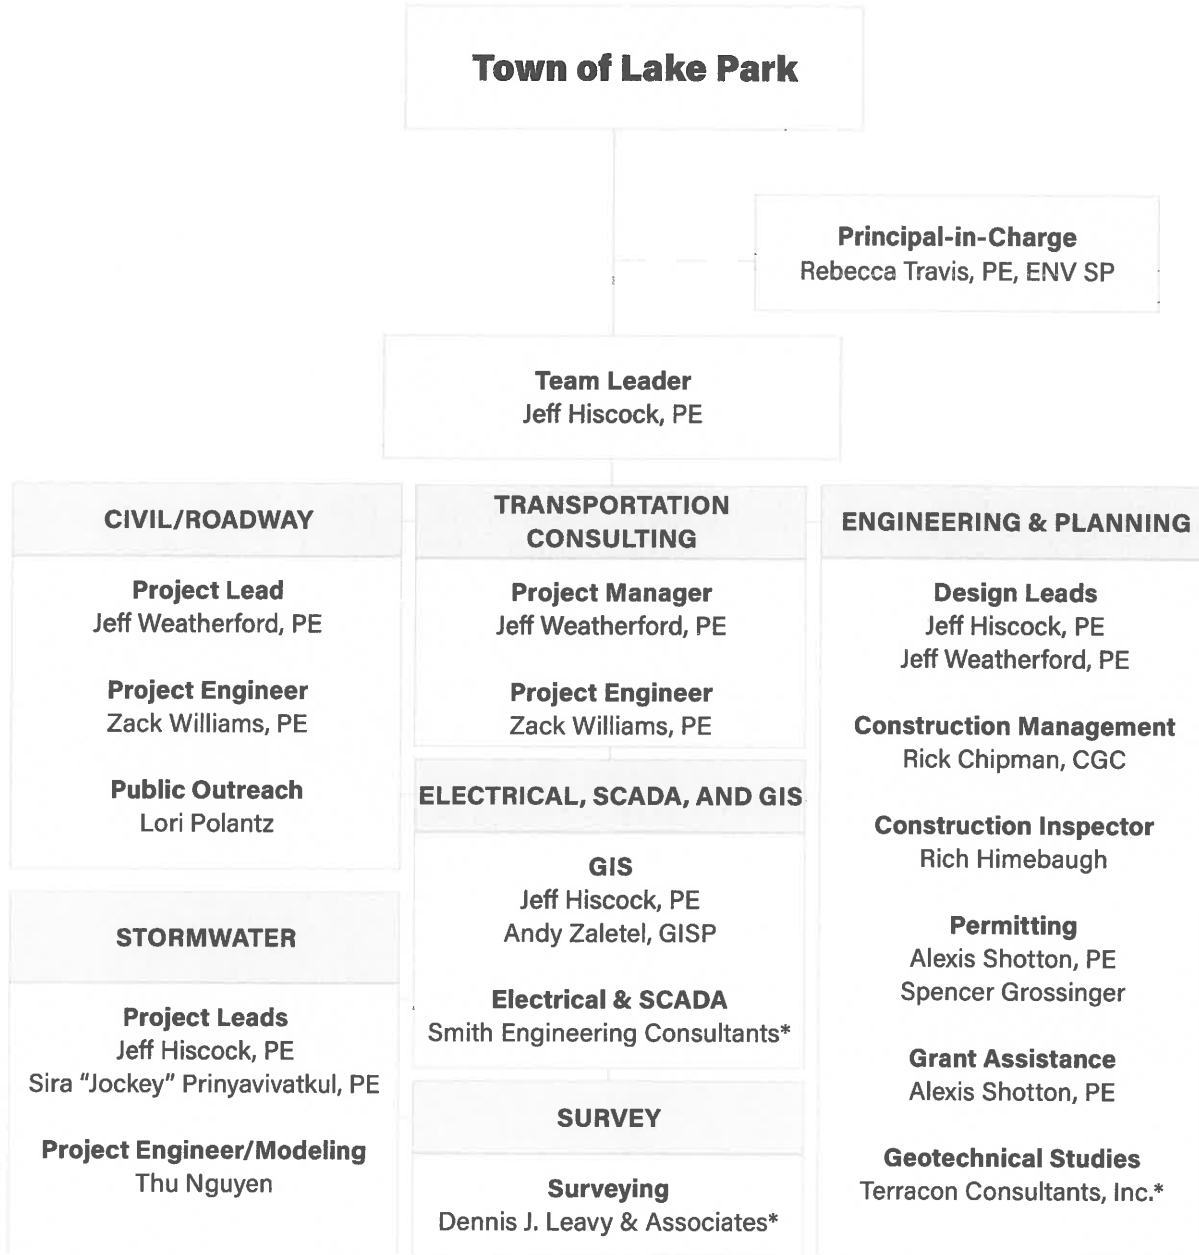 Town of Lake Park
Principal-in-Charge
Rebecca Travis, PE, ENV SP
Team Leader
Jeff Hiscock, PE
CIVIL/ROADWAY
Project Lead
Jeff Weatherford, PE
Project Engineer
Zack Williams, PE
Public Outreach
Lori Polantz
STORMWATER
Project Leads
Jeff Hiscock, PE
Sira "Jockey" Prinyavivatkul, PE
Project Engineer/Modeling
Thu Nguyen
TRANSPORTATION
CONSULTING
Project Manager
Jeff Weatherford, PE
Project Engineer
Zack Williams, PE
ELECTRICAL, SCADA, AND GIS
GIS
Jeff Hiscock, PE
Andy Zaletel, GISP
Electrical & SCADA
Smith Engineering Consultants*
SURVEY
Surveying
Dennis J. Leavy & Associates*
ENGINEERING & PLANNING
Design Leads
Jeff Hiscock, PE
Jeff Weatherford, PE
Construction Management
Rick Chipman, CGC
Construction Inspector
Rich Himebaugh
Permitting
Alexis Shotton, PE
Spencer Grossinger
Grant Assistance
Alexis Shotton, PE
Geotechnical Studies
Terracon Consultants, Inc.*